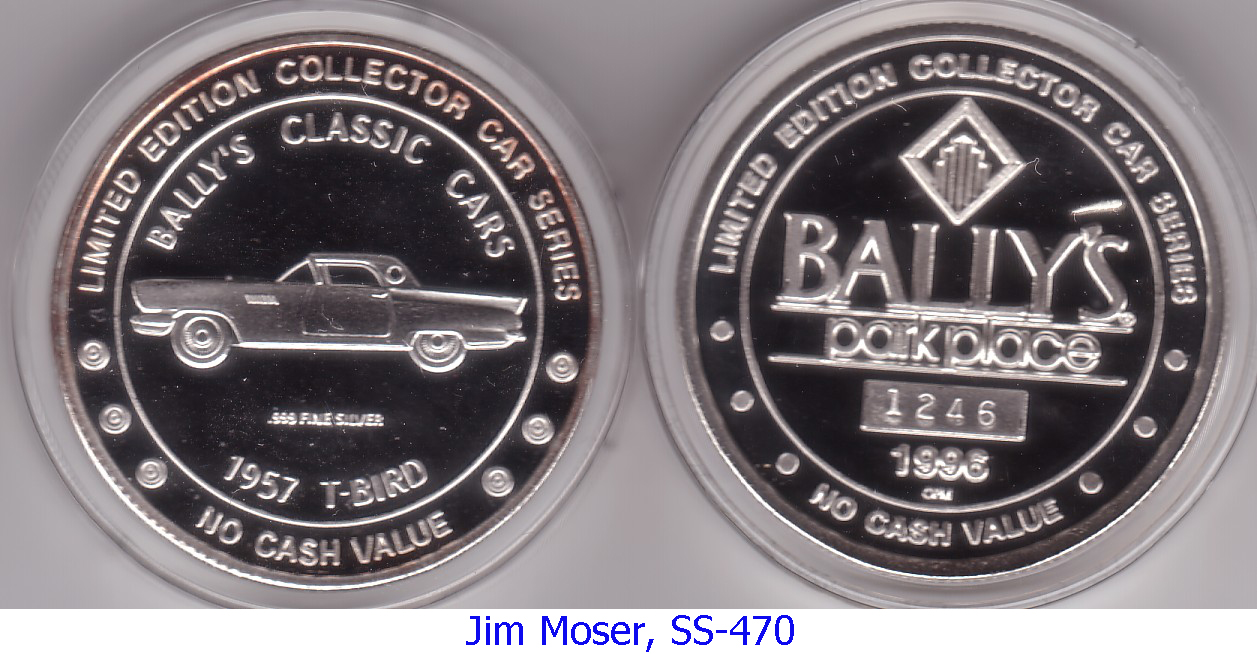 LIMITED EDITION COLLECTOR CAR SERIES
BALLY'S CLASSIC CARS
.999 FINE SILVER
1957 T-BIRD
NO CASH VALUE
LIMITED EDITION COLLECTOR CAR SERIES
BALLY'S
park place
1246
1996
NO CASH VALUE
Jim Moser, SS-470